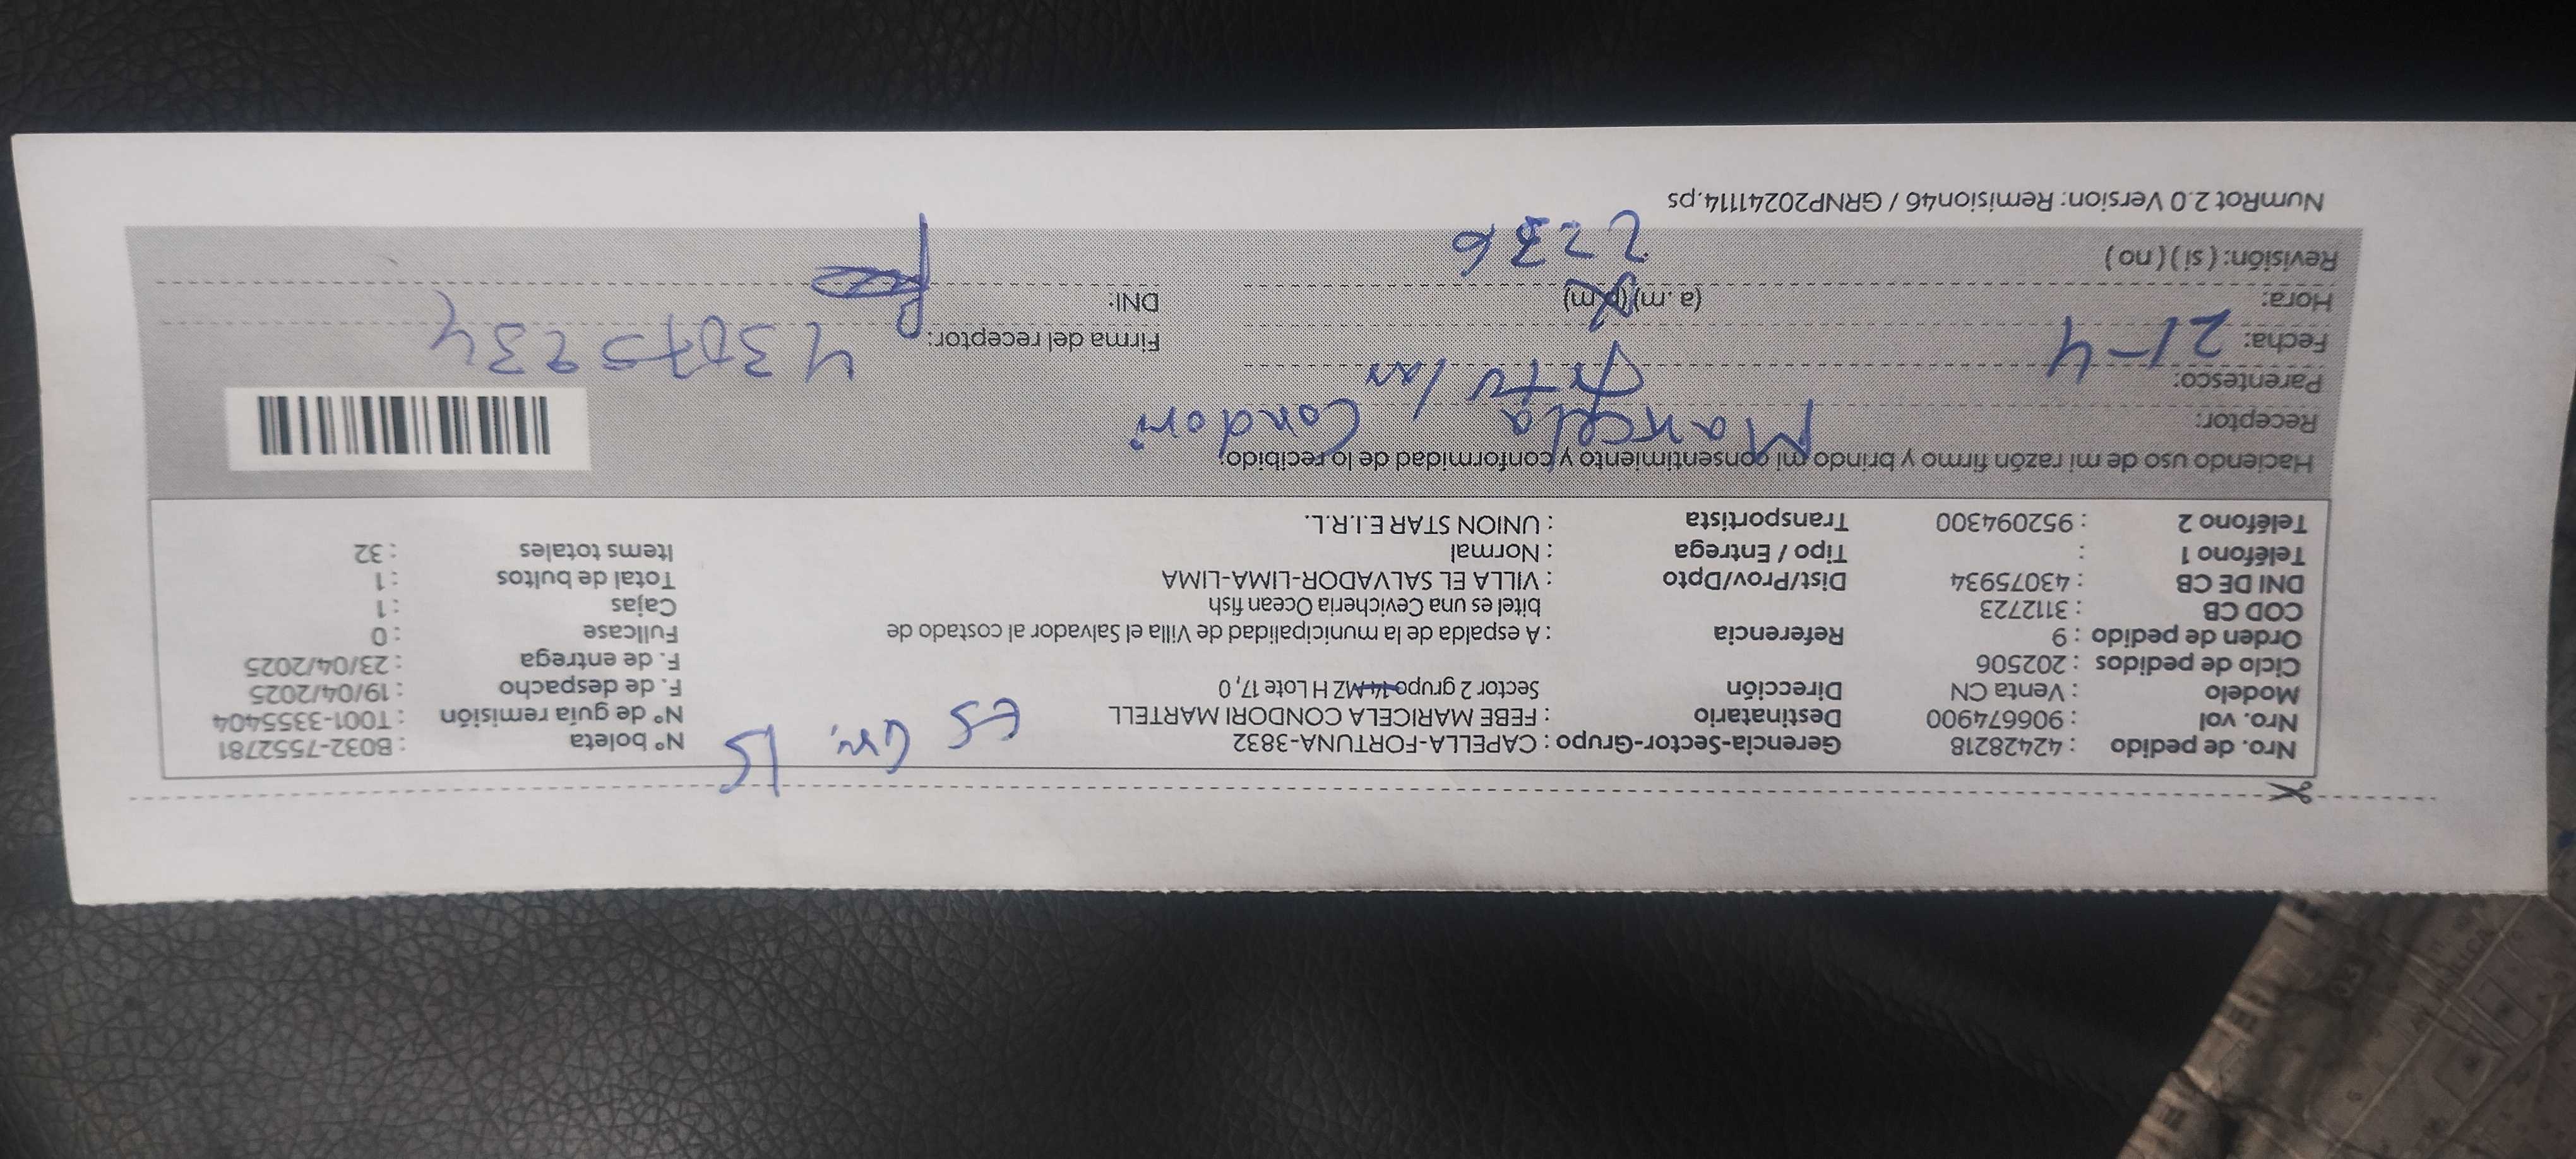 Nro. de pedido : 42428218 Gerencia-Sector-Grupo : CAPELLA-FORTUNA-3832 Nº boleta : B032-7552781
Nro. vol : 906674900 Destinatario : FEBE MARICELA CONDORI MARTELL Nº de guía remisión : T001-3355404
ES Gru. 15
Modelo : Venta CN Dirección Sector 2 grupo 14 MZ H Lote 17, 0 F. de despacho : 19/04/2025
Ciclo de pedidos : 202506 F. de entrega : 23/04/2025
Orden de pedido : 9 Referencia : A espalda de la municipalidad de Villa el Salvador al costado de Fullcase : 0
COD CB : 3112723 bitel es una Cevicheria Ocean fish Cajas : 1
DNI DE CB : 43075934 Dist/Prov/Dpto : VILLA EL SALVADOR-LIMA-LIMA Total de bultos : 1
Teléfono 1 : Tipo / Entrega : Normal Items totales : 32
Teléfono 2 : 952094300 Transportista : UNION STAR E.I.R.L.
Haciendo uso de mi razón firmo y brindo mi consentimiento y conformidad de lo recibido:
Receptor: Maricela Condori
Parentesco: titular
Fecha: 21-4 Firma del receptor:
Hora: (a. m) (p. m) DNI:
2236
Revisión: ( si ) ( no )
NumRot 2.0 Version: Remision46 / GRNP20241114.ps